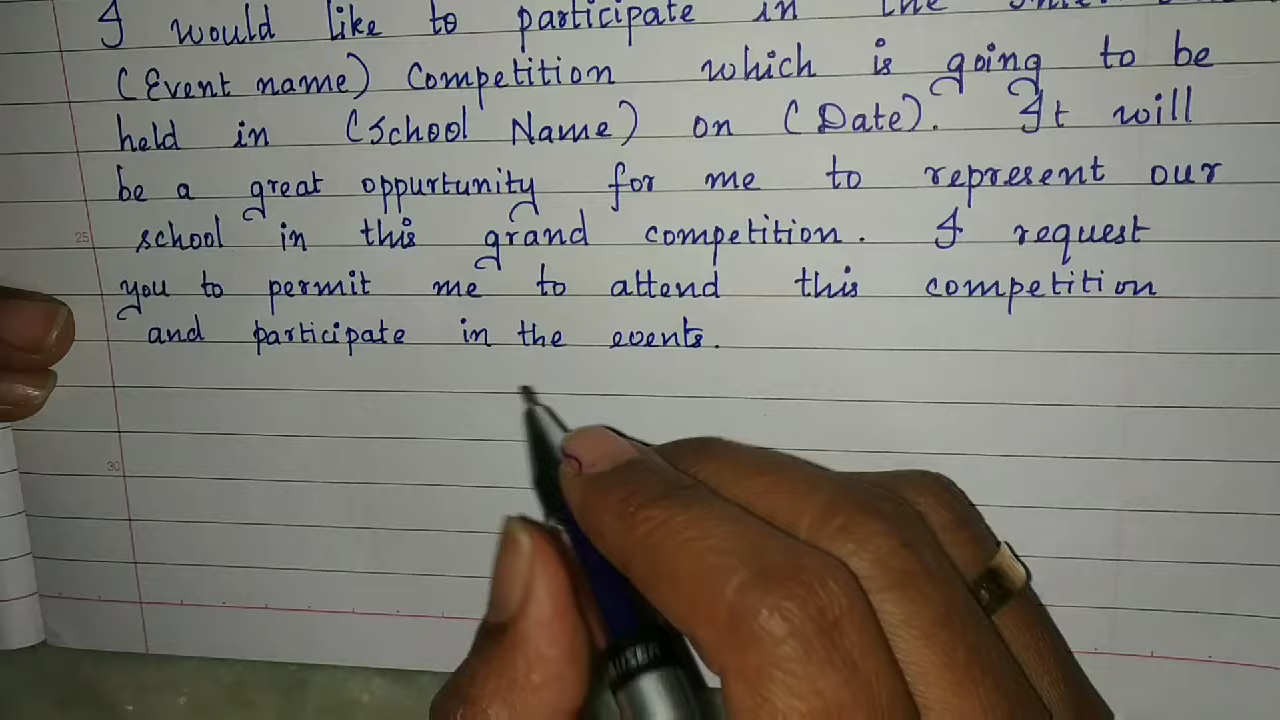 I would like to participate in the
(Event name) Competition which is going to be
held in (School Name) on (Date). It will
be a great oppurtunity for me to represent our
25 school in this grand competition. I request
you to permit me to attend this competition
and participate in the events.
30